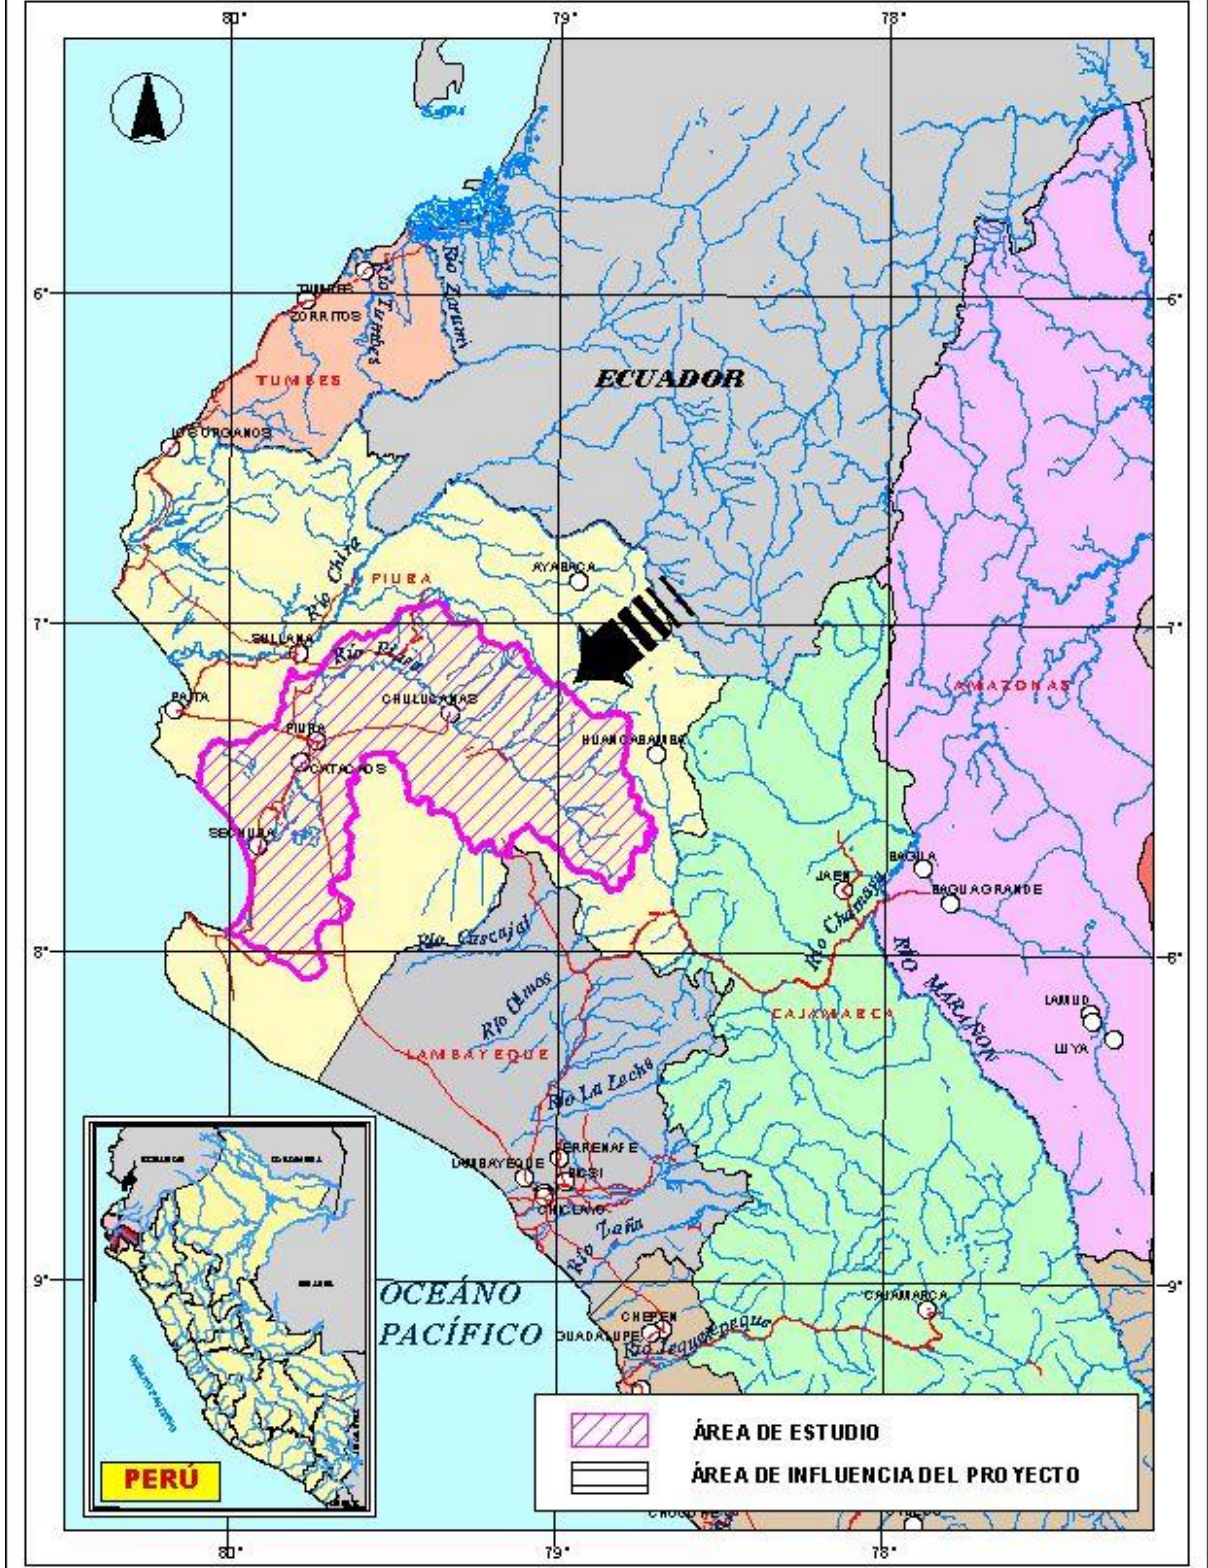 80° 79° 78°
TUMBES
ZORRITOS
Río Tumbes
Río Zarumi
6° 6°
TUMBES
ECUADOR
LOS ORGANOS
Río Chira
PIURA
AYABACA
7° 7°
SULLANA
Río Piura
AMAZONAS
PAITA
CHULUCANAS
PIURA
HUANCABAMBA
CATACAOS
SECHURA
BAGUA
JAEN
BAGUAGRANDE
Río Chamaya
Río Cascajal
RÍO MARAÑON
8° 8°
Río Olmos
LAMUD
CAJAMARCA
LUYA
LAMBAYEQUE
Río La Leche
FERRENAFE
LAMBAYEQUE
CHICLAYO
Río Zaña
9° 9°
OCEÁNO
PACÍFICO
CAJAMARCA
CHEPEN
GUADALUPE
Río Jequetepeque
ÁREA DE ESTUDIO
ÁREA DE INFLUENCIA DEL PROYECTO
PERÚ
80° 79° 78°